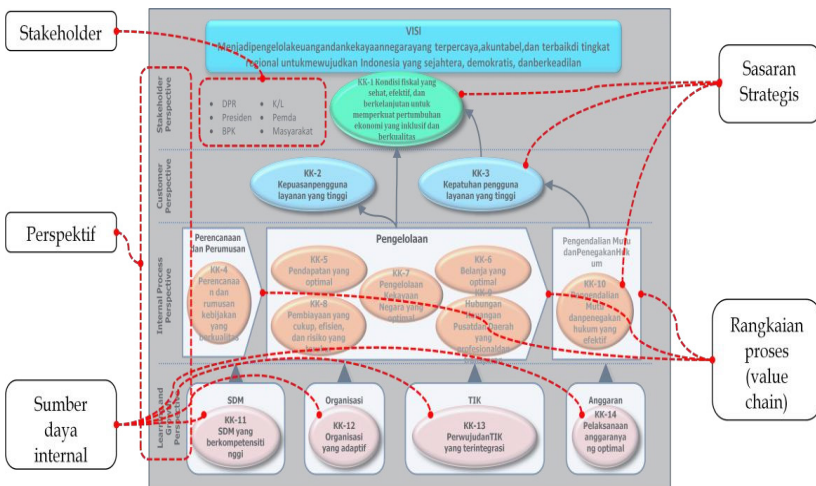 Stakeholder
VISI
Menjadipengelolakeuangandankekayaannegarayang terpercaya,akuntabel,dan terbaikdi tingkat
regional untukmewujudkan Indonesia yang sejahtera, demokratis, danberkeadilan
Sasaran
Strategis
Stakeholder
Perspective
DPR
Presiden
BPK
K/L
Pemda
Masyarakat
KK-1 Kondisi fiskal yang
sehat, efektif, dan
berkelanjutan untuk
memperkuat pertumbuhan
ekonomi yang inklusif dan
berkualitas
Customer
Perspective
KK-2
Kepuasanpengguna
layanan yang tinggi
KK-3
Kepatuhan pengguna
layanan yang tinggi
Perspektif
Internal Process
Perspective
Perencanaan
dan Perumusan
KK-4
Perencanaa
n dan
rumusan
kebijakan
yang
berkualitas
Pengelolaan
KK-5
Pendapatan yang
optimal
KK-6
Belanja yang
optimal
KK-7
Pengelolaan
Kekayaan
Negara yang
optimal
KK-8
Pembiayaan yang
cukup, efisien,
dan risiko yang
Hubungan
Keuangan
Pusatdan Daerah
yang
profesionaldan
Pengendalian Mutu
danPenegakanHuk
um
KK-10
Pengendalian
Mutu
danpenegakan
hukum yang
efektif
Rangkaian
proses
(value
chain)
Sumber
daya
internal
Learning and
Growth
Perspective
SDM
KK-11
SDM yang
berkompetensiti
nggi
Organisasi
KK-12
Organisasi
yang adaptif
TIK
KK-13
PerwujudanTIK
yang terintegrasi
Anggaran
KK-14
Pelaksanaan
anggaranya
ng optimal